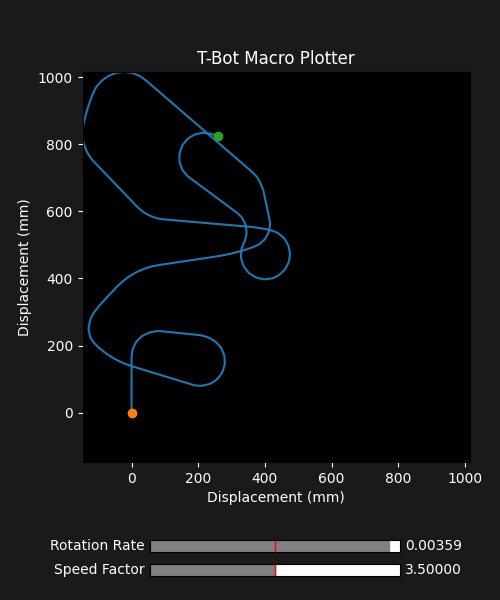 T-Bot Macro Plotter
1000
800
600
400
200
0
Displacement (mm)
0 200 400 600 800 1000
Displacement (mm)
Rotation Rate 0.00359
Speed Factor 3.50000